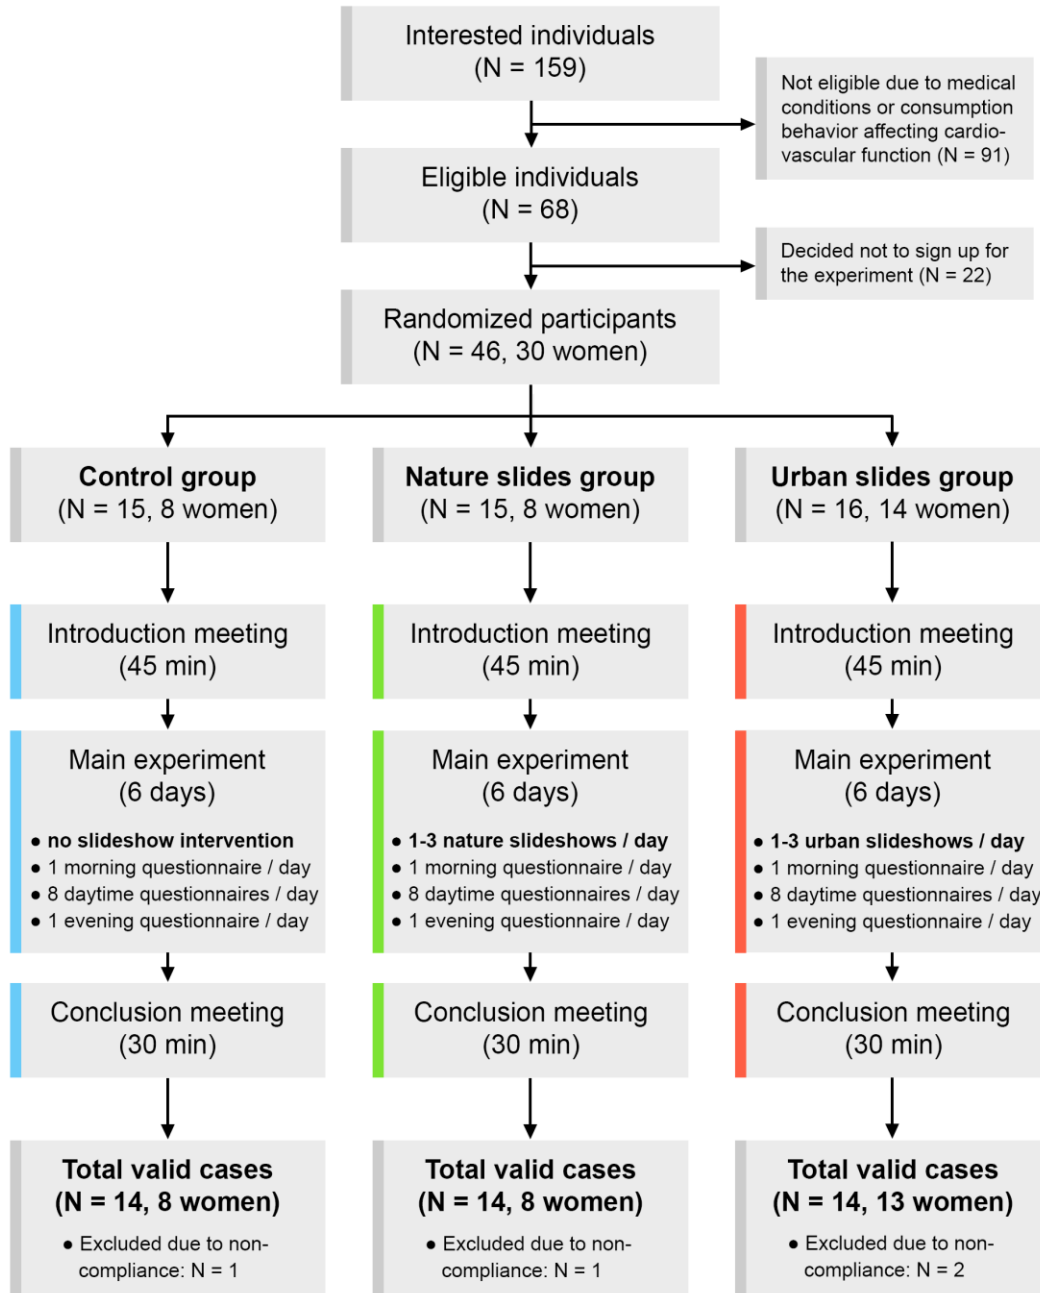 Interested individuals
(N = 159)
Not eligible due to medical
conditions or consumption
behavior affecting cardio-
vascular function (N = 91)
Eligible individuals
(N = 68)
Decided not to sign up for
the experiment (N = 22)
Randomized participants
(N = 46, 30 women)
Control group
(N = 15, 8 women)
Nature slides group
(N = 15, 8 women)
Urban slides group
(N = 16, 14 women)
Introduction meeting
(45 min)
Introduction meeting
(45 min)
Introduction meeting
(45 min)
Main experiment
(6 days)
● no slideshow intervention
● 1 morning questionnaire / day
● 8 daytime questionnaires / day
● 1 evening questionnaire / day
Main experiment
(6 days)
● 1-3 nature slideshows / day
● 1 morning questionnaire / day
● 8 daytime questionnaires / day
● 1 evening questionnaire / day
Main experiment
(6 days)
● 1-3 urban slideshows / day
● 1 morning questionnaire / day
● 8 daytime questionnaires / day
● 1 evening questionnaire / day
Conclusion meeting
(30 min)
Conclusion meeting
(30 min)
Conclusion meeting
(30 min)
Total valid cases
(N = 14, 8 women)
● Excluded due to non-
compliance: N = 1
Total valid cases
(N = 14, 8 women)
● Excluded due to non-
compliance: N = 1
Total valid cases
(N = 14, 13 women)
● Excluded due to non-
compliance: N = 2